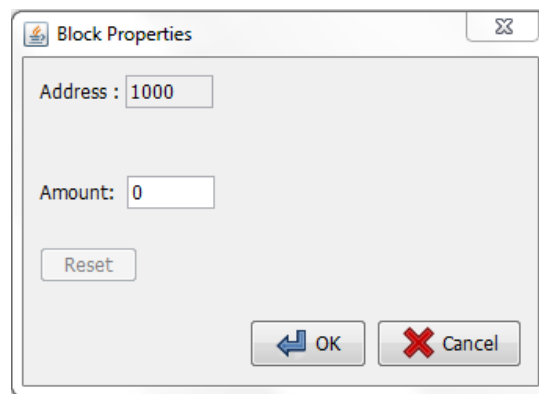 Block Properties
Address : 1000
Amount: 0
Reset
OK Cancel